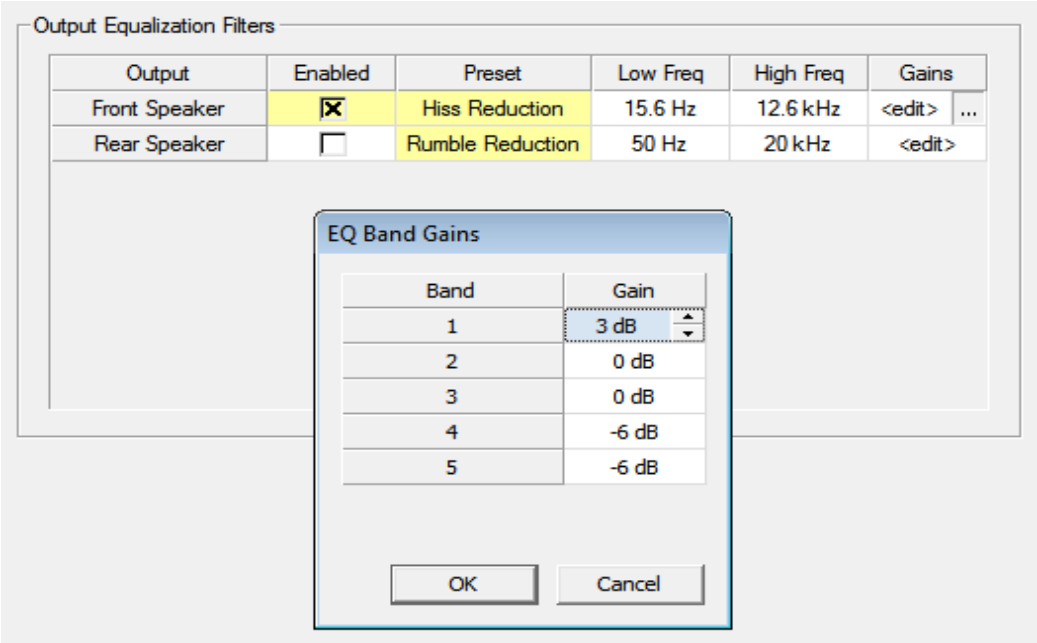 Output Equalization Filters
Output Enabled Preset Low Freq High Freq Gains
Front Speaker Hiss Reduction 15.6 Hz 12.6 kHz <edit> ...
Rear Speaker Rumble Reduction 50 Hz 20 kHz <edit>
EQ Band Gains
Band Gain
1 3 dB
2 0 dB
3 0 dB
4 -6 dB
5 -6 dB
OK Cancel